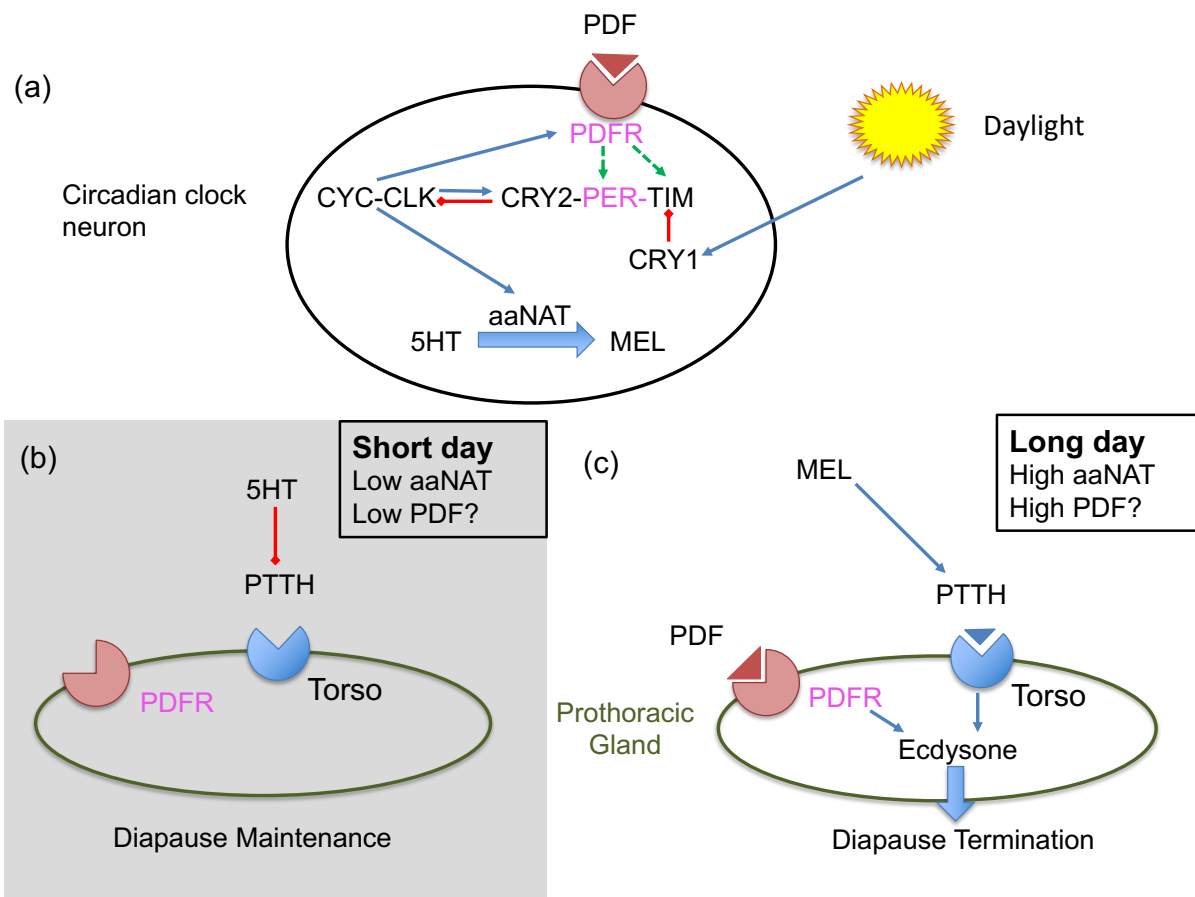 PDF
(a)
PDFR
Daylight
Circadian clock
neuron
CYC-CLK
CRY2-PER-TIM
CRY1
aaNAT
5HT
MEL
(b)
Short day
Low aaNAT
Low PDF?
5HT
PTTH
PDFR
Torso
Diapause Maintenance
(c)
Long day
High aaNAT
High PDF?
MEL
PTTH
PDF
PDFR
Torso
Prothoracic
Gland
Ecdysone
Diapause Termination